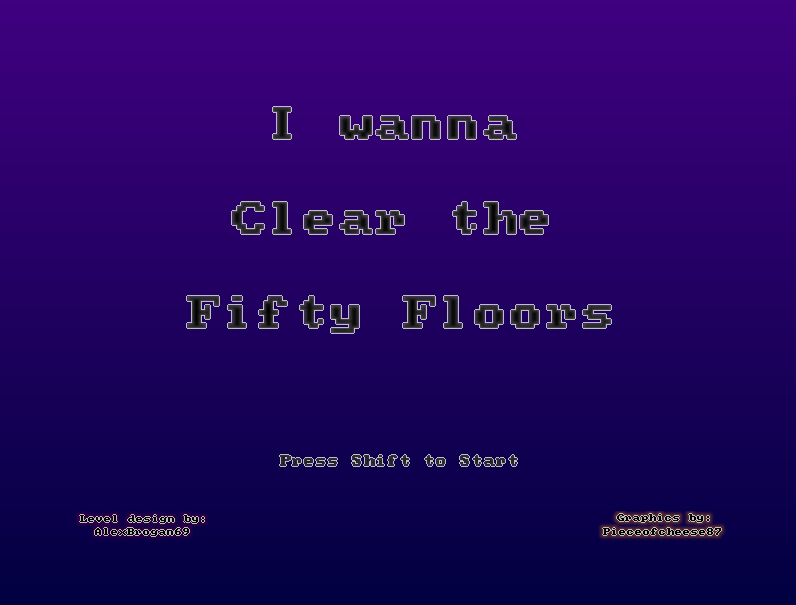 I wanna
Clear the
Fifty Floors
Press Shift to Start
Level design by:
AlexBrogan69
Graphics by:
Pieceofcheese87